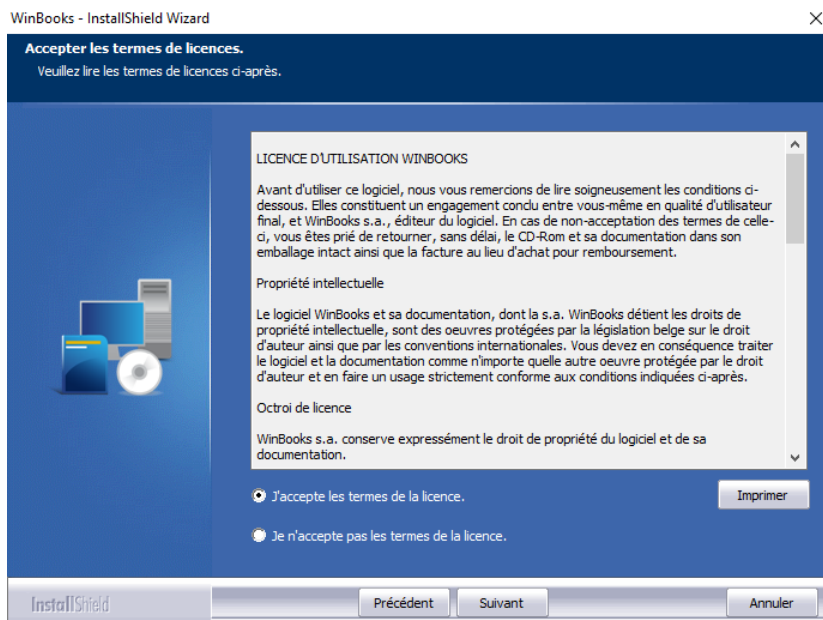 WinBooks - InstallShield Wizard
Accepter les termes de licences.
Veuillez lire les termes de licences ci-après.
LICENCE D'UTILISATION WINBOOKS
Avant d'utiliser ce logiciel, nous vous remercions de lire soigneusement les conditions ci-
dessous. Elles constituent un engagement conclu entre vous-même en qualité d'utilisateur
final, et WinBooks s.a., éditeur du logiciel. En cas de non-acceptation des termes de celle-
ci, vous êtes prié de retourner, sans délai, le CD-Rom et sa documentation dans son
emballage intact ainsi que la facture au lieu d'achat pour remboursement.
Propriété intellectuelle
Le logiciel WinBooks et sa documentation, dont la s.a. WinBooks détient les droits de
propriété intellectuelle, sont des oeuvres protégées par la législation belge sur le droit
d'auteur ainsi que par les conventions internationales. Vous devez en conséquence traiter
le logiciel et la documentation comme n'importe quelle autre oeuvre protégée par le droit
d'auteur et en faire un usage strictement conforme aux conditions indiquées ci-après.
Octroi de licence
WinBooks s.a. conserve expressément le droit de propriété du logiciel et de sa
documentation.
J'accepte les termes de la licence.
Imprimer
Je n'accepte pas les termes de la licence.
InstallShield
Précédent
Suivant
Annuler